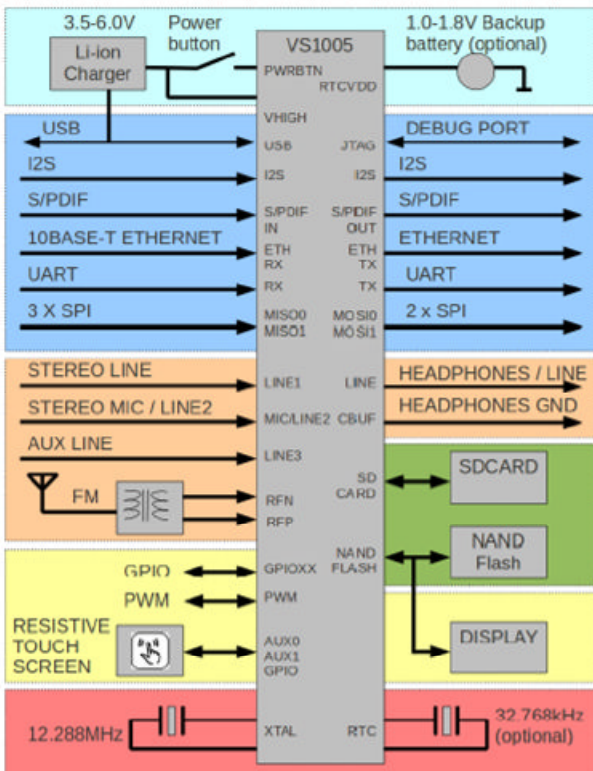 3.5-6.0V
Power
button
1.0-1.8V Backup
battery (optional)
Li-ion
Charger
VS1005
PWRBTN
RTCVDD
VHIGH
USB
USB
JTAG
DEBUG PORT
I2S
I2S
I2S
I2S
S/PDIF
S/PDIF
IN
S/PDIF
OUT
S/PDIF
10BASE-T ETHERNET
ETH
RX
ETH
TX
ETHERNET
UART
RX
TX
UART
3 X SPI
MISO0
MISO1
MOSI0
MOSI1
2 x SPI
STEREO LINE
LINE1
LINE
HEADPHONES / LINE
STEREO MIC / LINE2
MIC/LINE2
CBUF
HEADPHONES GND
AUX LINE
LINE3
SD
CARD
SDCARD
FM
RFN
RFP
NAND
FLASH
NAND
Flash
GPIO
GPIOXX
PWM
PWM
RESISTIVE
TOUCH
SCREEN
AUX0
AUX1
GPIO
DISPLAY
12.288MHz
XTAL
RTC
32.768kHz
(optional)